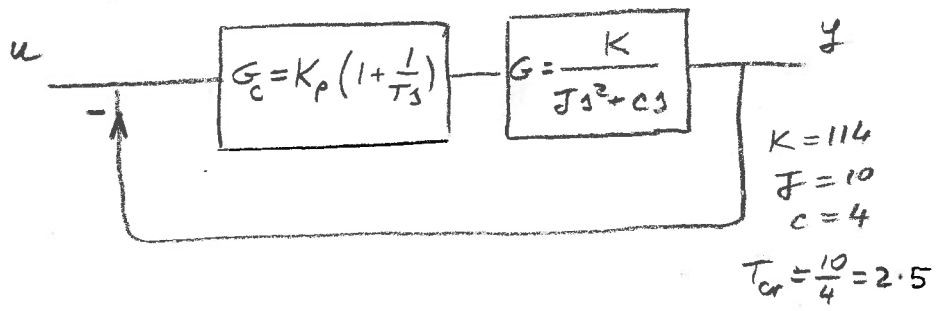 u
G_c = K_p (1 + 1/Ts)
G = K/(Js² + cs)
y
-
K = 114
J = 10
c = 4
T_cr = 10/4 = 2.5